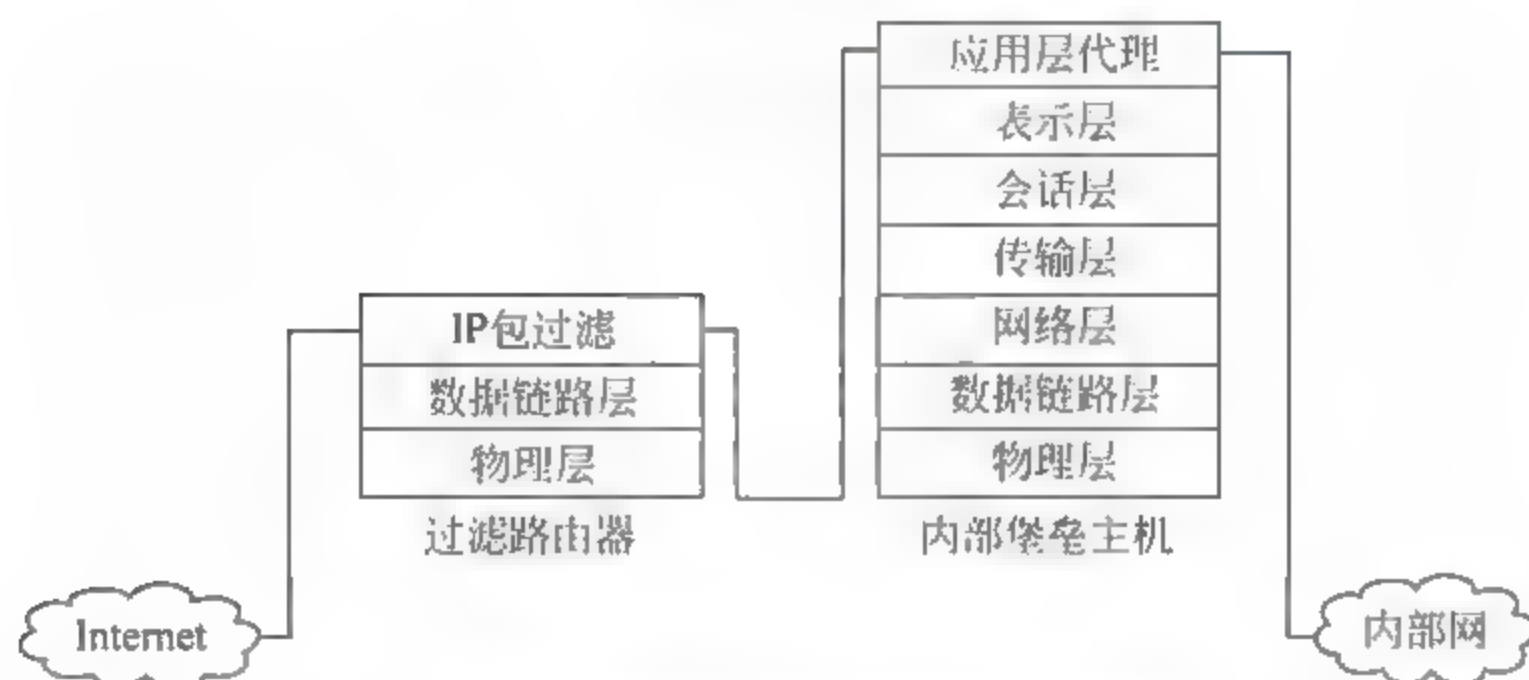 应用层代理
表示层
会话层
传输层
网络层
数据链路层
物理层
内部堡垒主机
IP包过滤
数据链路层
物理层
过滤路由器
Internet
内部网